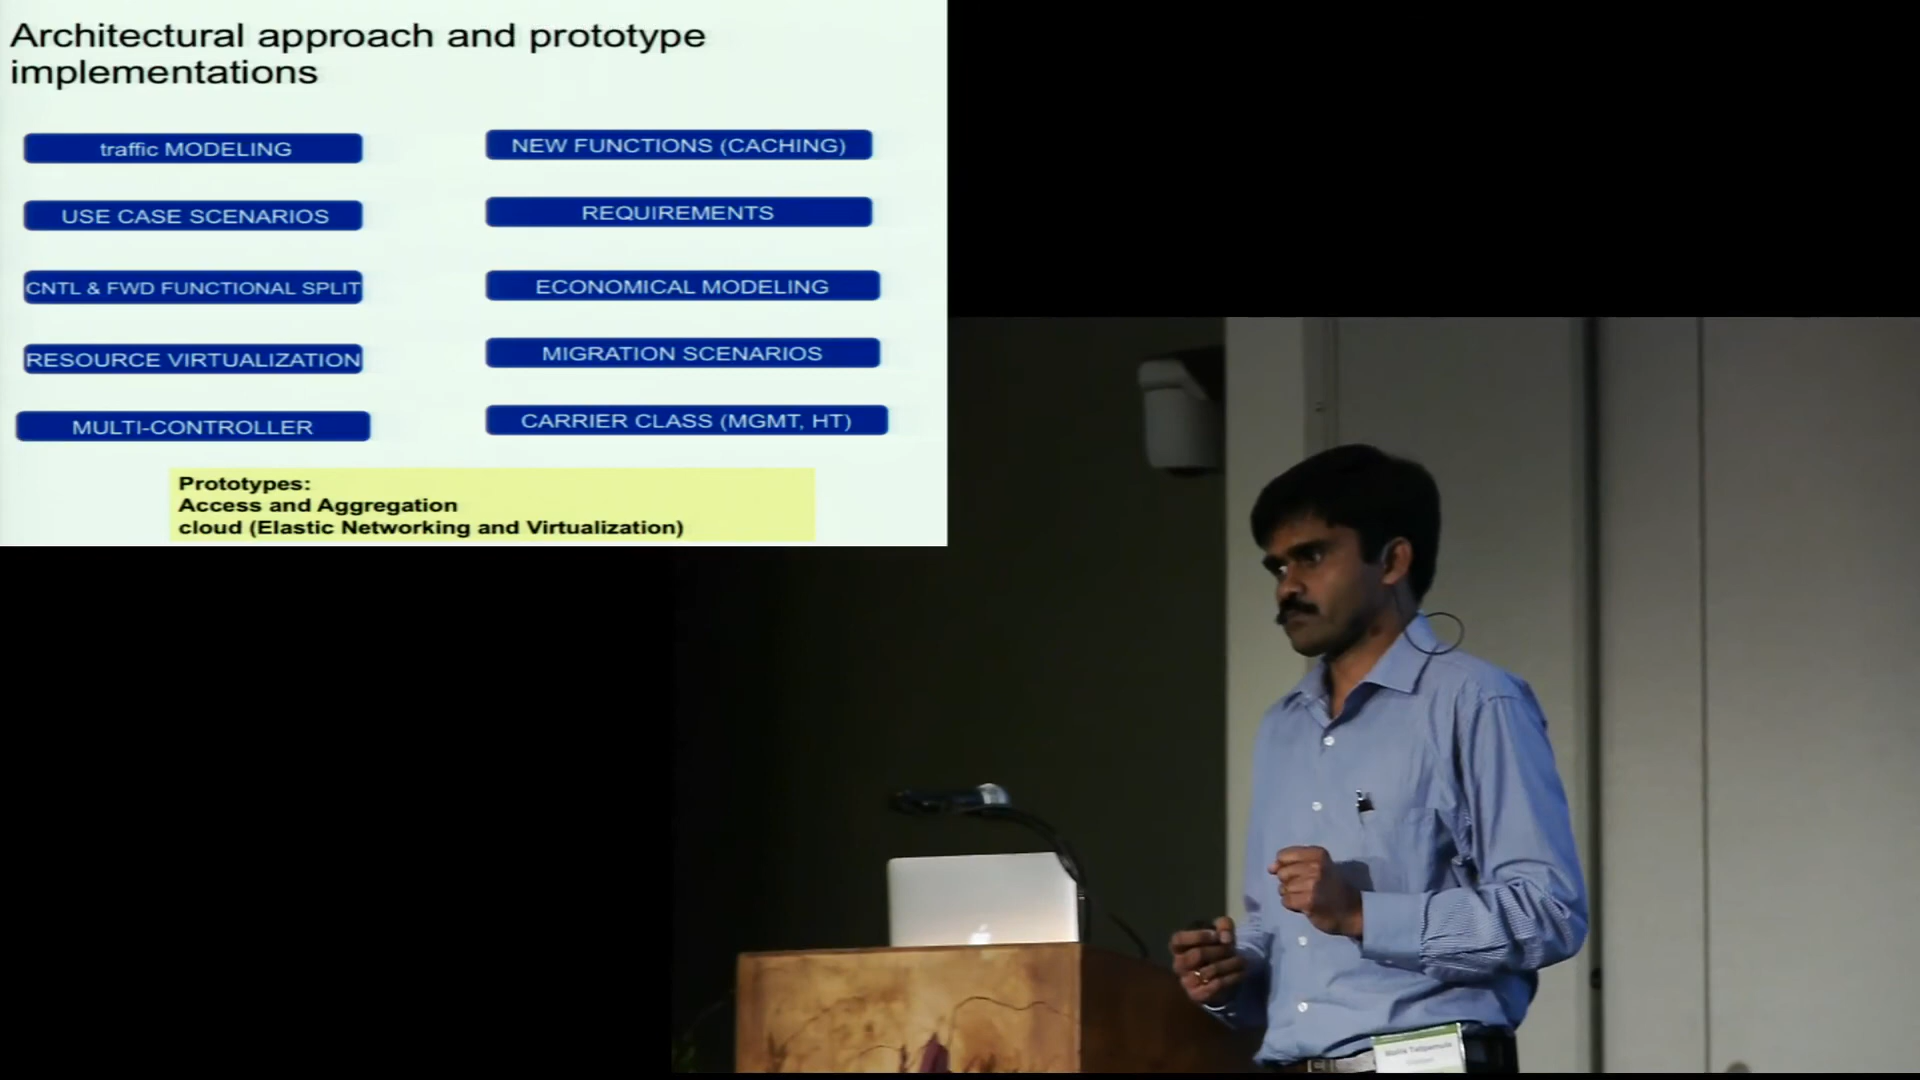 Architectural approach and prototype
implementations
traffic MODELING
NEW FUNCTIONS (CACHING)
USE CASE SCENARIOS
REQUIREMENTS
CNTL & FWD FUNCTIONAL SPLIT
ECONOMICAL MODELING
RESOURCE VIRTUALIZATION
MIGRATION SCENARIOS
MULTI-CONTROLLER
CARRIER CLASS (MGMT, HT)
Prototypes:
Access and Aggregation
cloud (Elastic Networking and Virtualization)